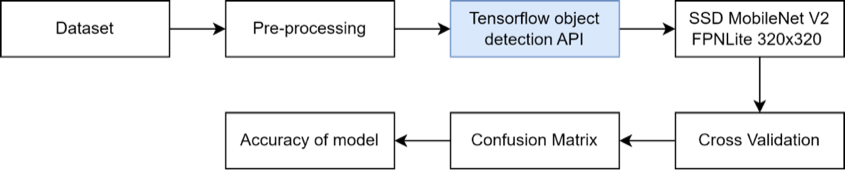 Dataset
Pre-processing
Tensorflow object
detection API
SSD MobileNet V2
FPNLite 320x320
Cross Validation
Confusion Matrix
Accuracy of model